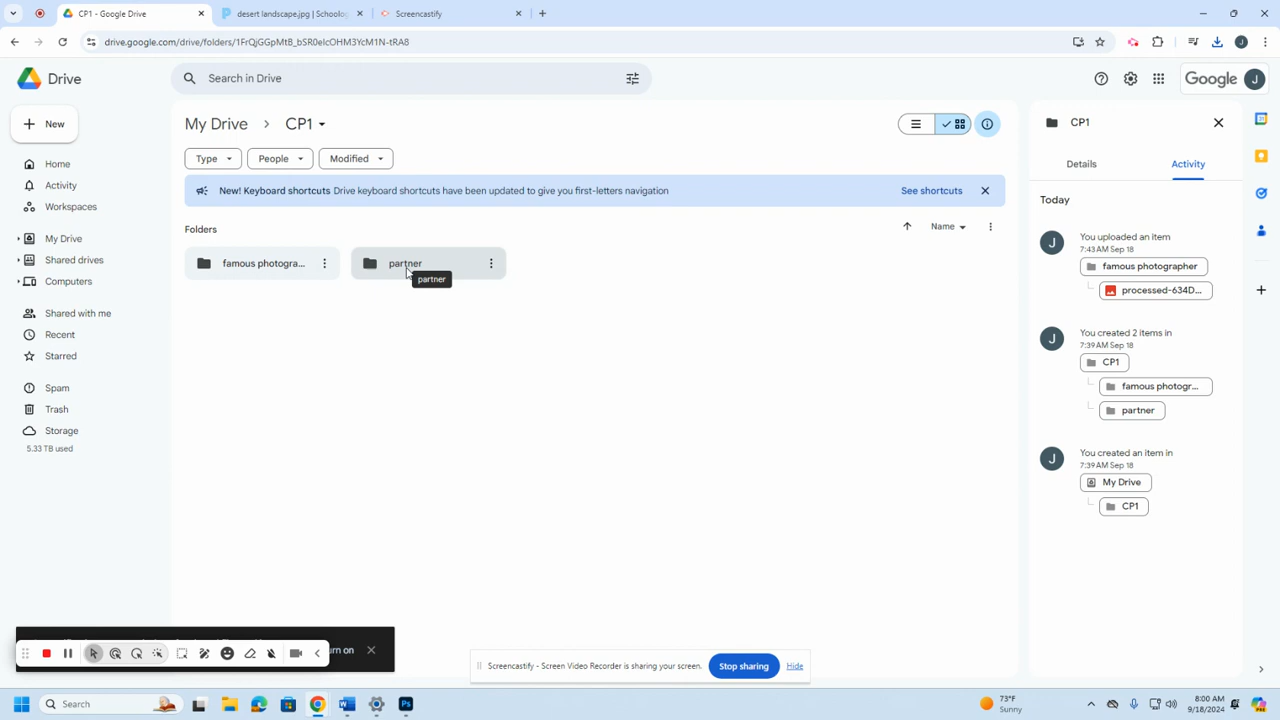 CP1 - Google Drive
desert landscape.jpg | Schoolog
Screencastify
drive.google.com/drive/folders/1FrQjGGpMtB_bSR0eIcOHM3YcM1N-tRA8
Drive
Search in Drive
Google J
New
My Drive > CP1
CP1
Type
People
Modified
Details
Activity
Home
Activity
Workspaces
New! Keyboard shortcuts Drive keyboard shortcuts have been updated to give you first-letters navigation
See shortcuts
Today
Folders
Name
My Drive
Shared drives
Computers
famous photogra...
partner
partner
You uploaded an item
7:43 AM Sep 18
famous photographer
processed-634D...
Shared with me
Recent
Starred
You created 2 items in
7:39 AM Sep 18
CP1
famous photogr...
partner
Spam
Trash
Storage
5.33 TB used
You created an item in
7:39 AM Sep 18
My Drive
CP1
urn on
Screencastify - Screen Video Recorder is sharing your screen.
Stop sharing
Hide
Search
73°F
Sunny
8:00 AM
9/18/2024